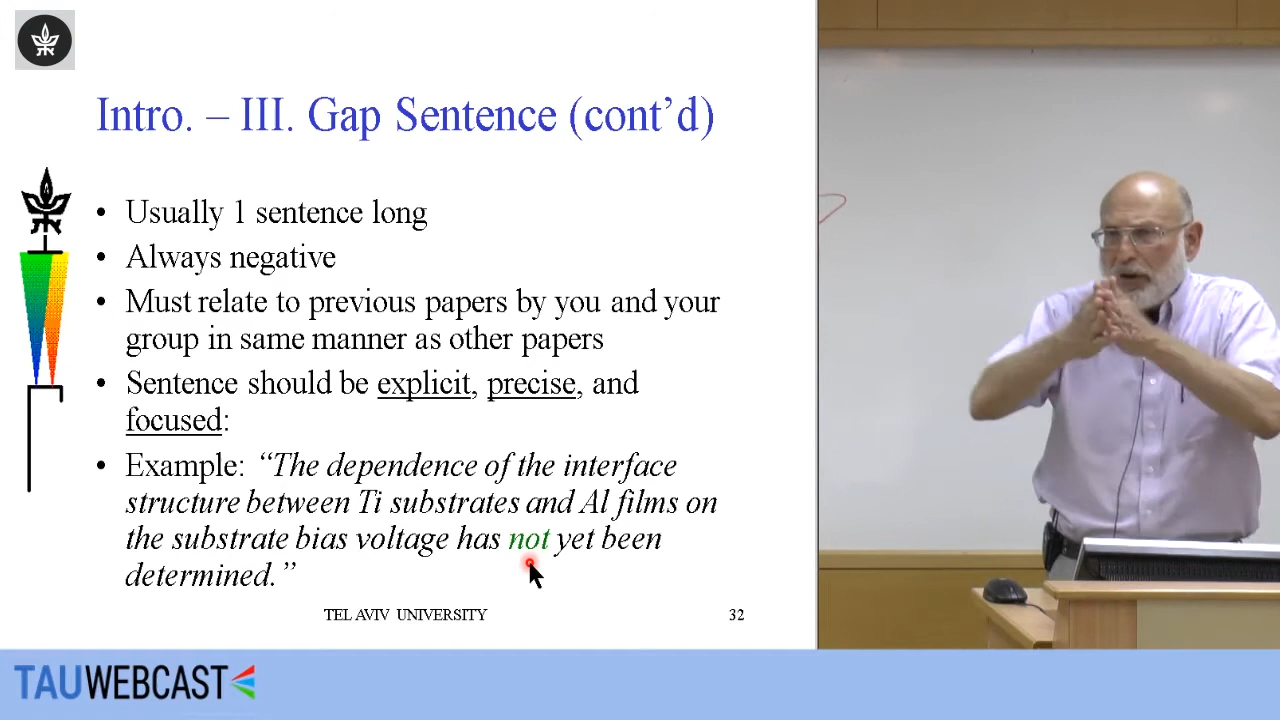 Intro. – III. Gap Sentence (cont’d)
• Usually 1 sentence long
• Always negative
• Must relate to previous papers by you and your
group in same manner as other papers
• Sentence should be explicit, precise, and
focused:
• Example: “The dependence of the interface
structure between Ti substrates and Al films on
the substrate bias voltage has not yet been
determined.”
TEL AVIV UNIVERSITY 32
TAUWEBCAST